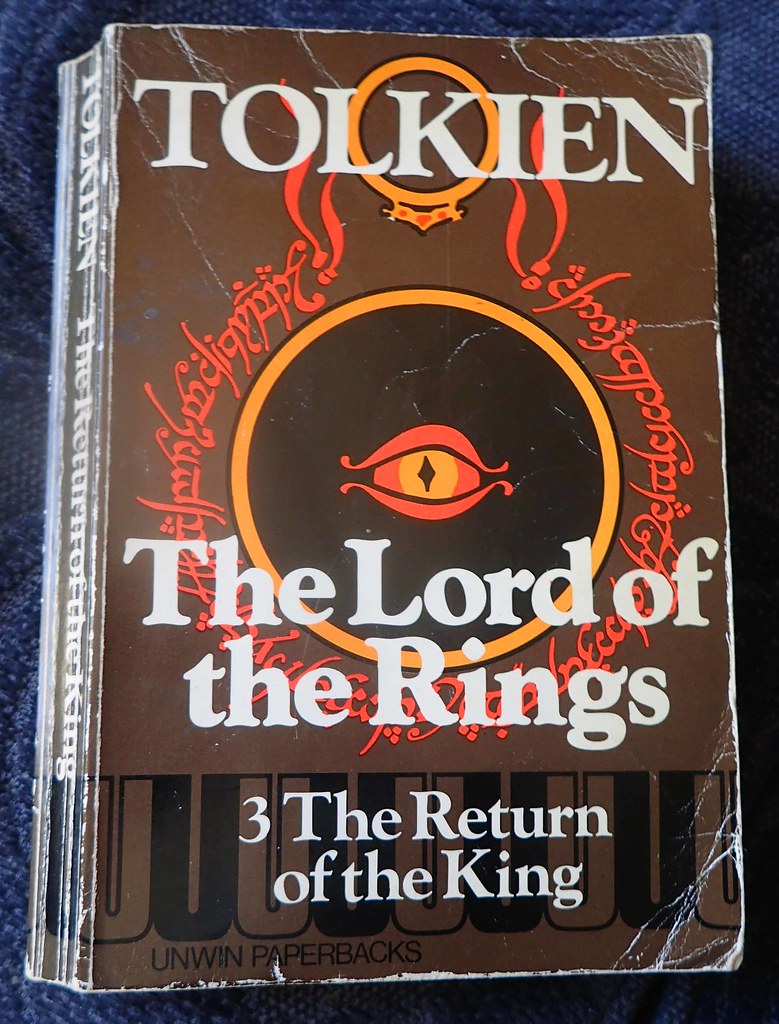 TOLKIEN
The Lord of
the Rings
3 The Return
of the King
UNWIN PAPERBACKS
TOLKIEN—The Return of the King